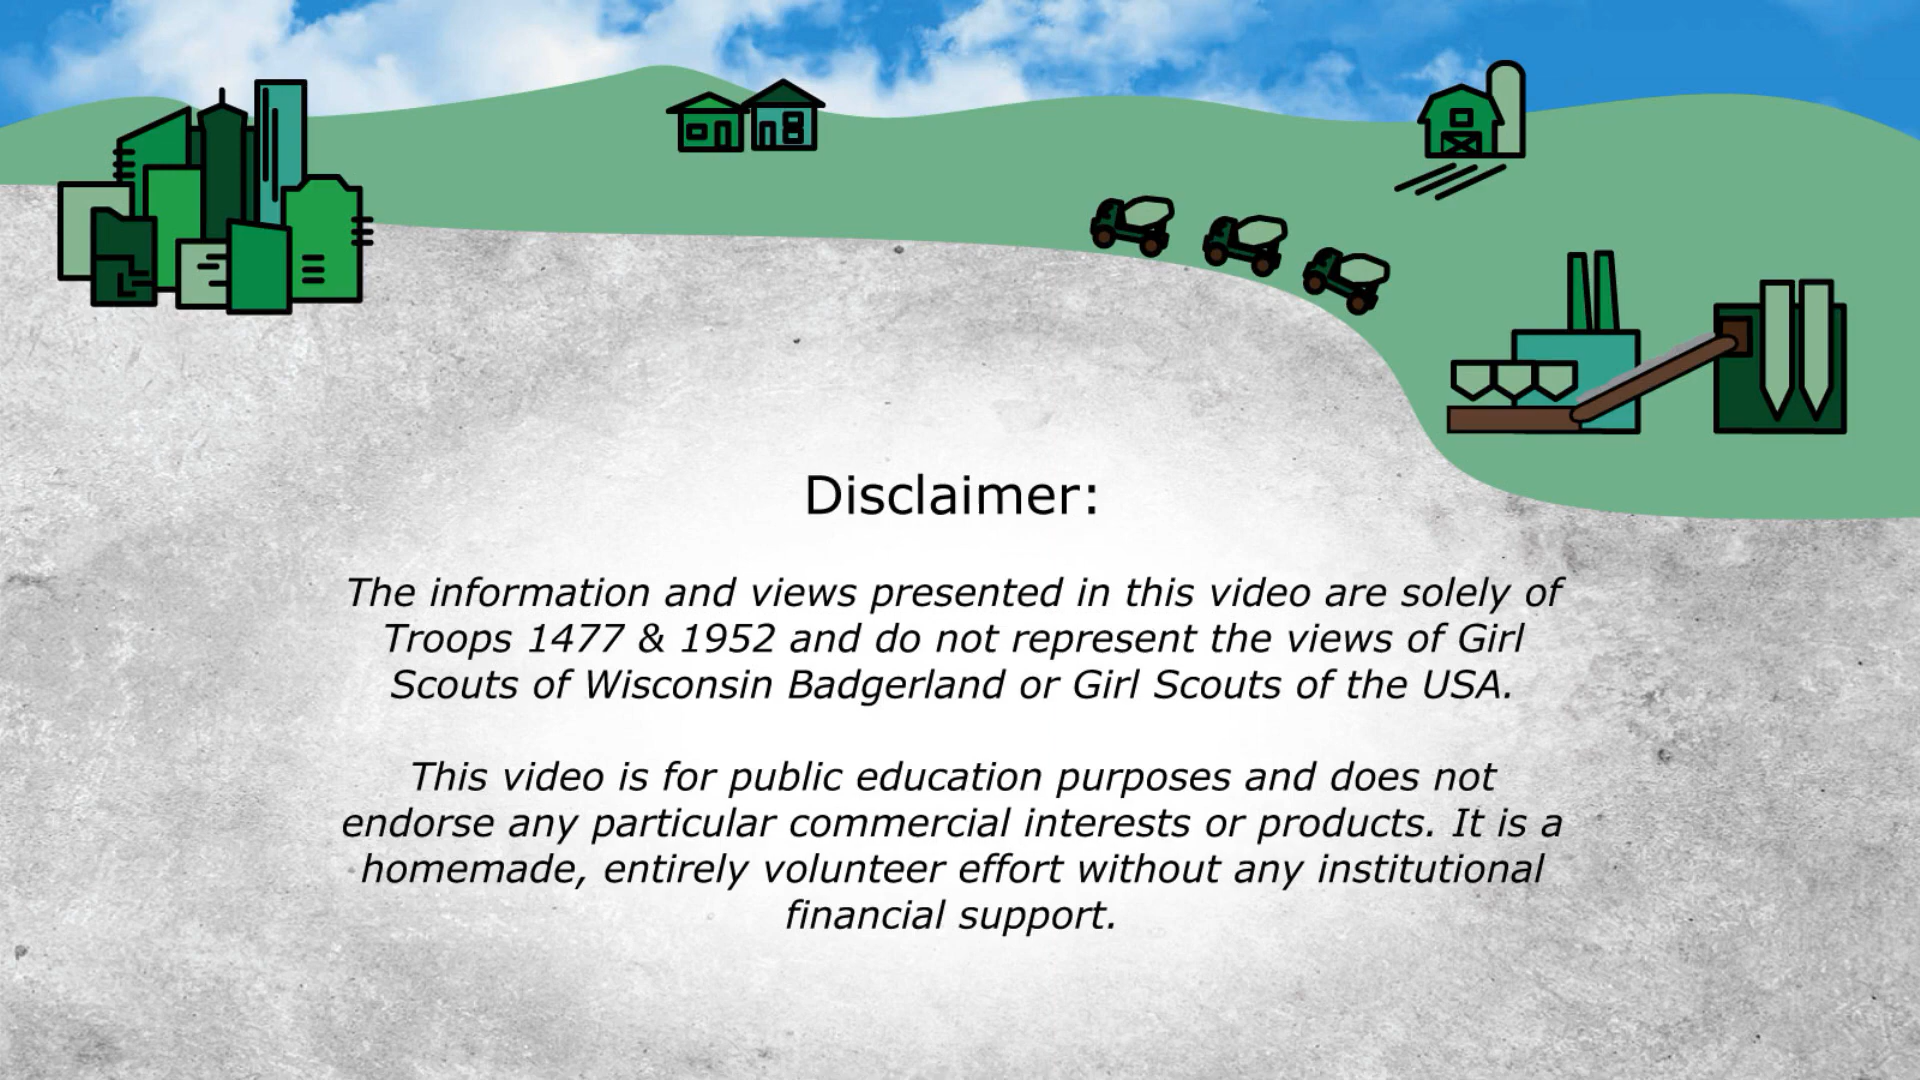 Disclaimer:
The information and views presented in this video are solely of
Troops 1477 & 1952 and do not represent the views of Girl
Scouts of Wisconsin Badgerland or Girl Scouts of the USA.
This video is for public education purposes and does not
endorse any particular commercial interests or products. It is a
homemade, entirely volunteer effort without any institutional
financial support.